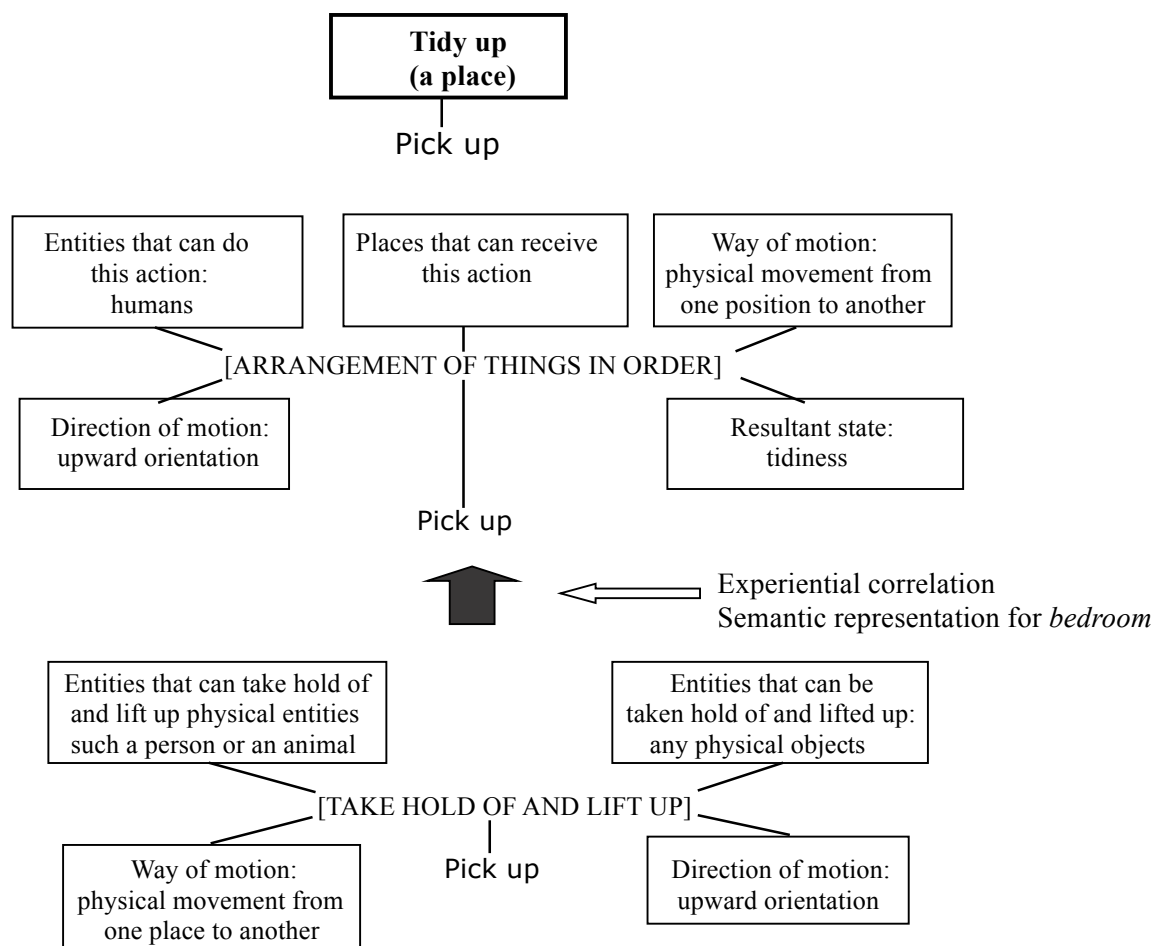 Tidy up
(a place)
Pick up
Entities that can do
this action:
humans
Places that can receive
this action
Way of motion:
physical movement from
one position to another
[ARRANGEMENT OF THINGS IN ORDER]
Direction of motion:
upward orientation
Resultant state:
tidiness
Pick up
Experiential correlation
Semantic representation for bedroom
Entities that can take hold of
and lift up physical entities
such a person or an animal
Entities that can be
taken hold of and lifted up:
any physical objects
[TAKE HOLD OF AND LIFT UP]
Pick up
Way of motion:
physical movement from
one place to another
Direction of motion:
upward orientation